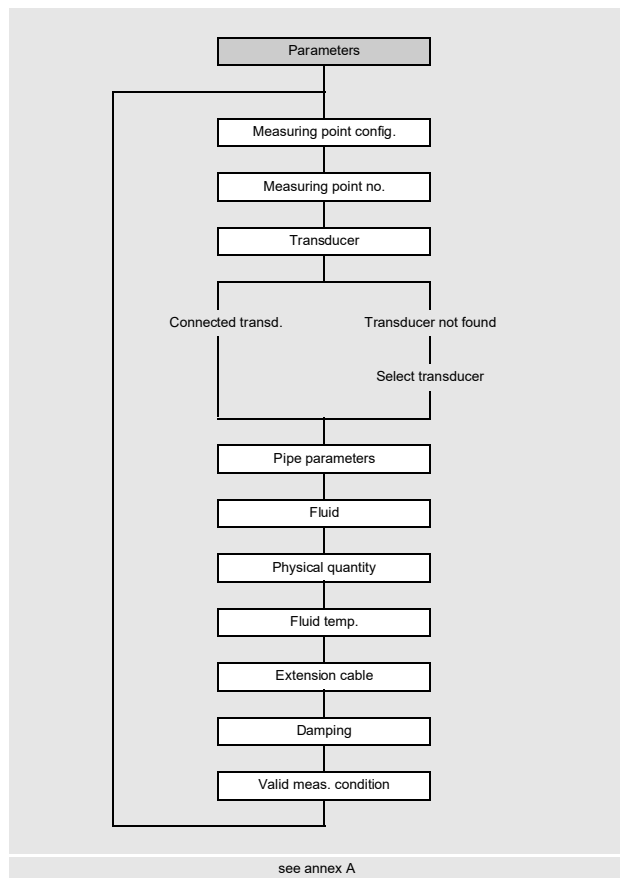 Parameters
Measuring point config.
Measuring point no.
Transducer
Connected transd.
Transducer not found
Select transducer
Pipe parameters
Fluid
Physical quantity
Fluid temp.
Extension cable
Damping
Valid meas. condition
see annex A